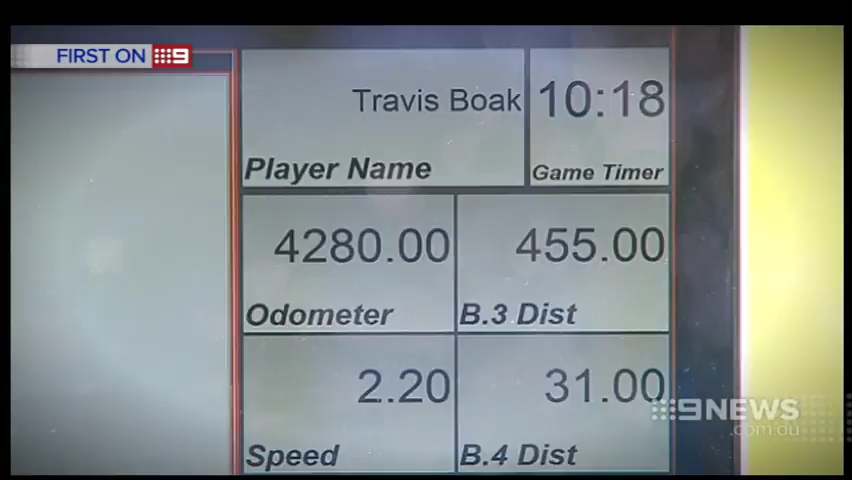 FIRST ON 9
Travis Boak
Player Name
10:18
Game Timer
4280.00
Odometer
455.00
B.3 Dist
2.20
Speed
31.00
B.4 Dist
9NEWS
.com.au